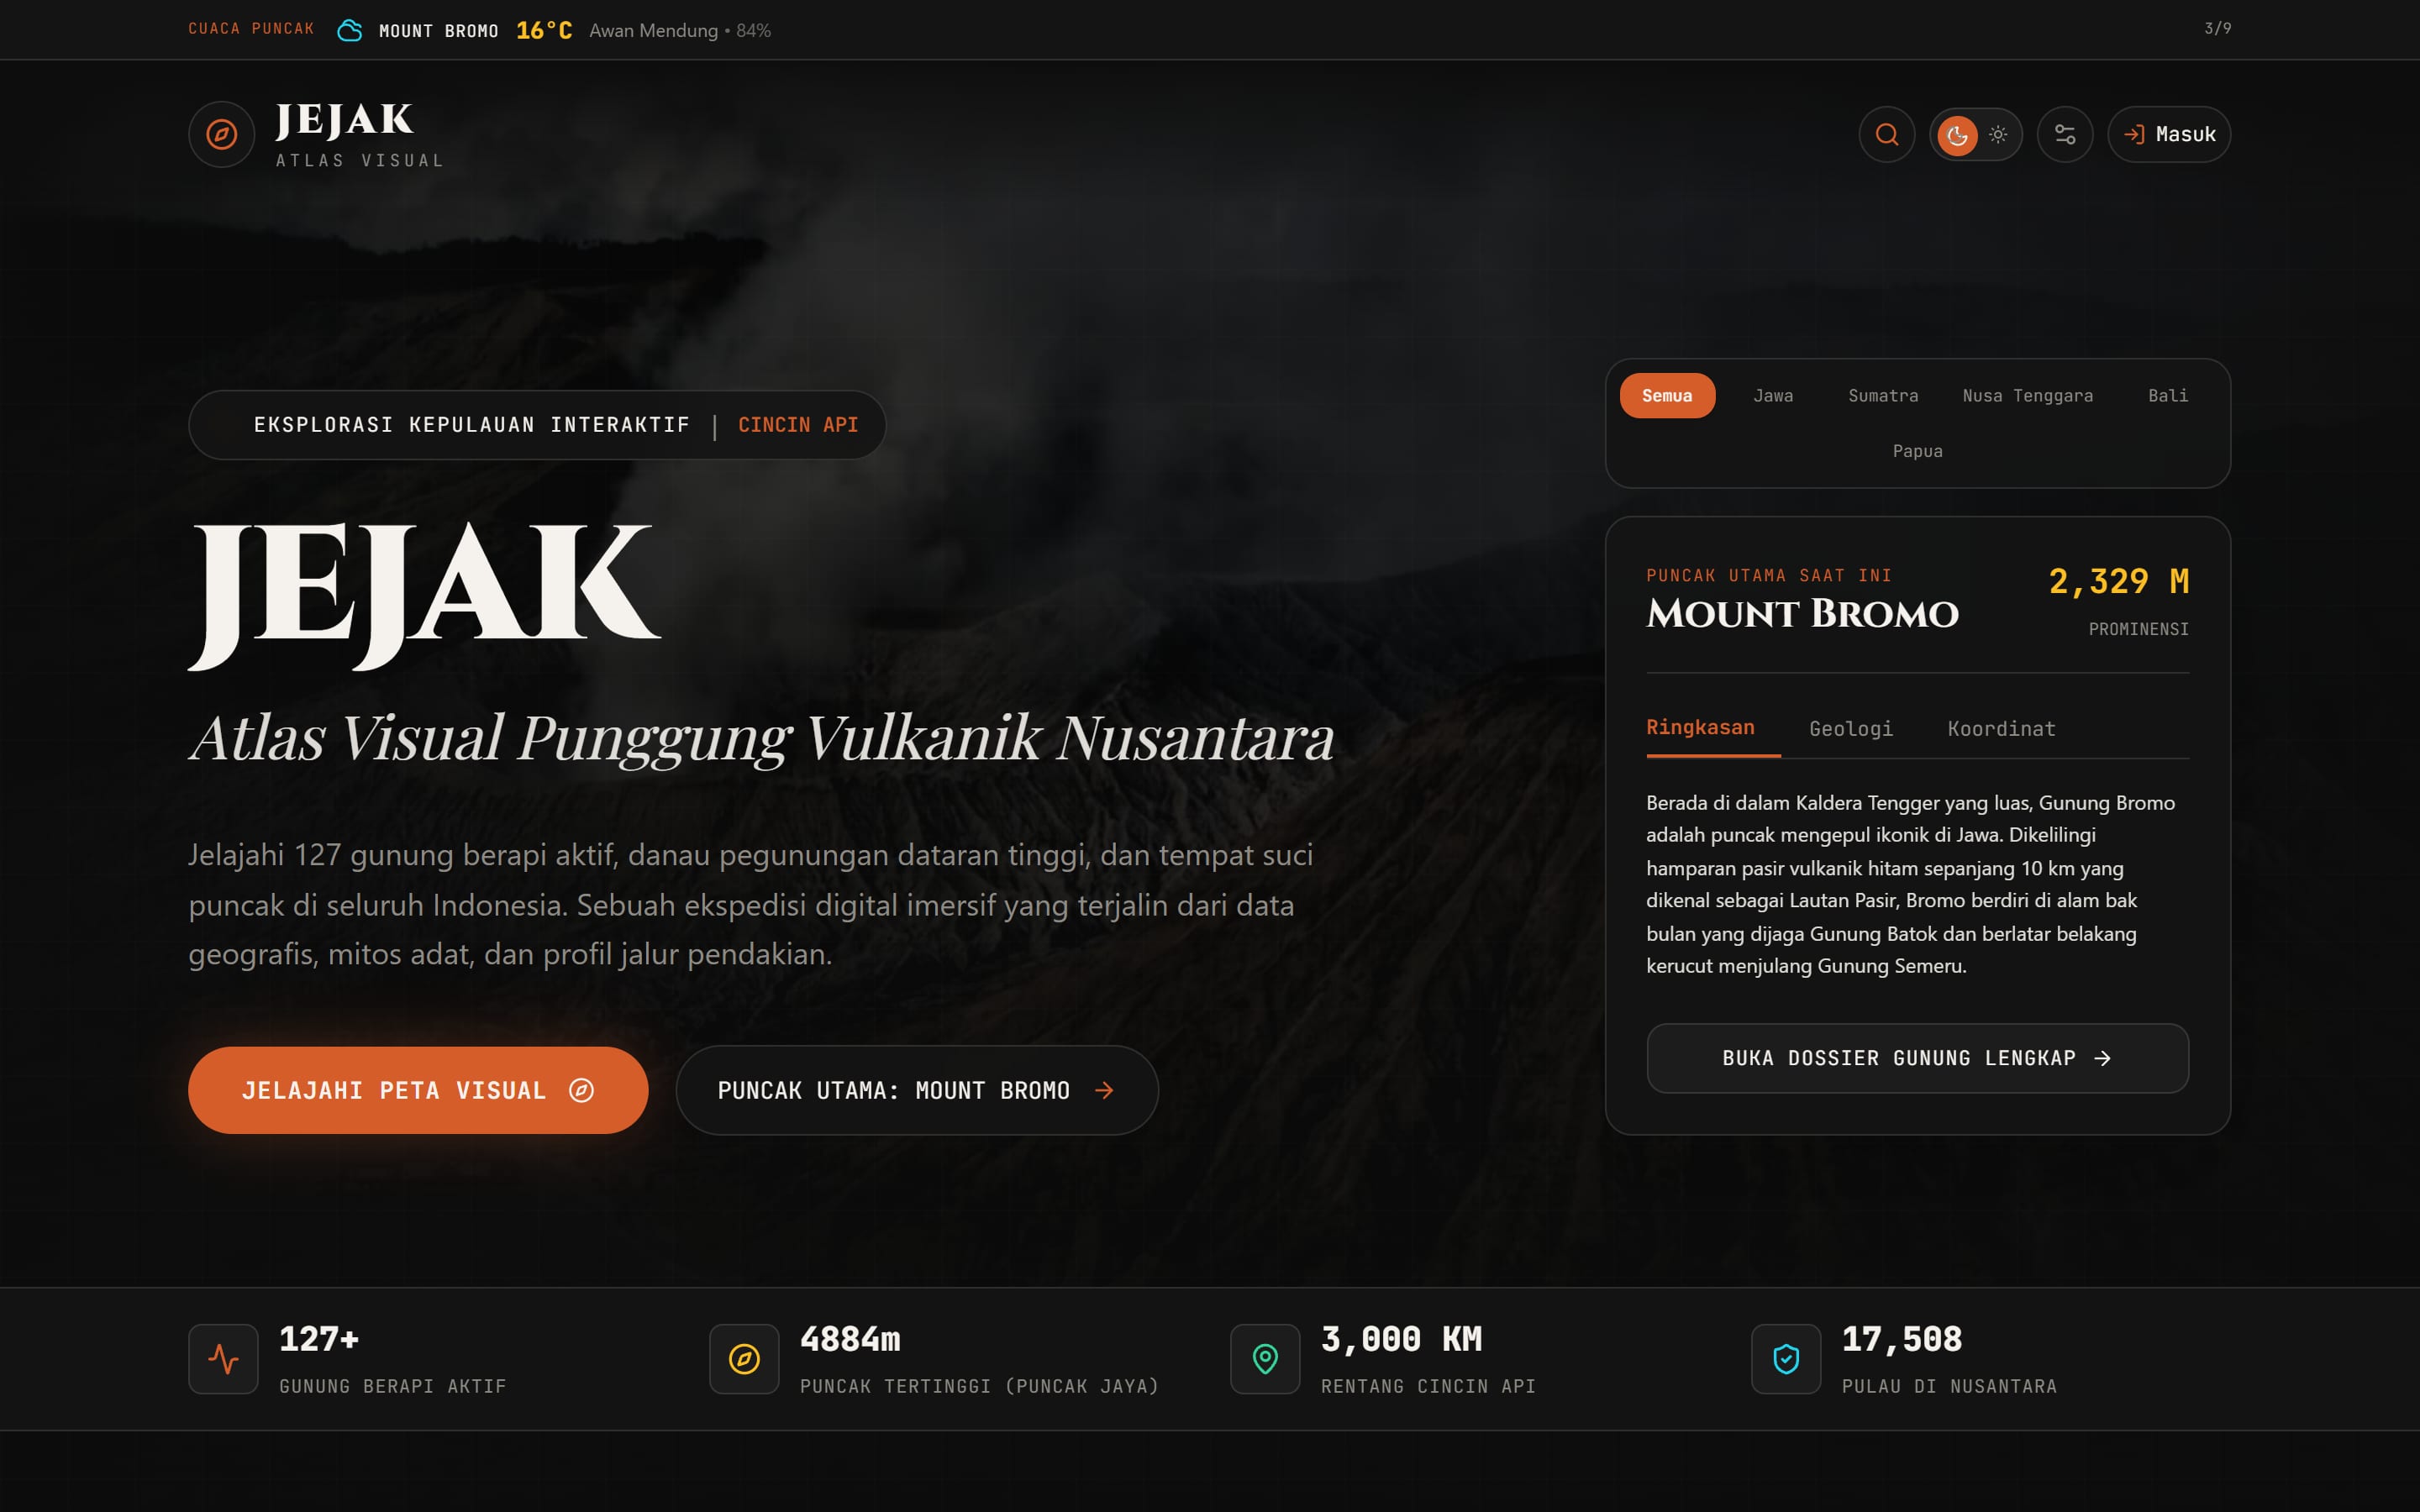 CUACA PUNCAK MOUNT BROMO 16°C Awan Mendung • 84% 3/9
JEJAK
ATLAS VISUAL
Masuk
EKSPLORASI KEPULAUAN INTERAKTIF | CINCIN API
JEJAK
Atlas Visual Punggung Vulkanik Nusantara
Jelajahi 127 gunung berapi aktif, danau pegunungan dataran tinggi, dan tempat suci
puncak di seluruh Indonesia. Sebuah ekspedisi digital imersif yang terjalin dari data
geografis, mitos adat, dan profil jalur pendakian.
JELAJAHI PETA VISUAL
PUNCAK UTAMA: MOUNT BROMO →
Semua Jawa Sumatra Nusa Tenggara Bali
Papua
PUNCAK UTAMA SAAT INI
Mount Bromo
2,329 M
PROMINENSI
Ringkasan Geologi Koordinat
Berada di dalam Kaldera Tengger yang luas, Gunung Bromo
adalah puncak mengepul ikonik di Jawa. Dikelilingi
hamparan pasir vulkanik hitam sepanjang 10 km yang
dikenal sebagai Lautan Pasir, Bromo berdiri di alam bak
bulan yang dijaga Gunung Batok dan berlatar belakang
kerucut menjulang Gunung Semeru.
BUKA DOSSIER GUNUNG LENGKAP →
127+
GUNUNG BERAPI AKTIF
4884m
PUNCAK TERTINGGI (PUNCAK JAYA)
3,000 KM
RENTANG CINCIN API
17,508
PULAU DI NUSANTARA